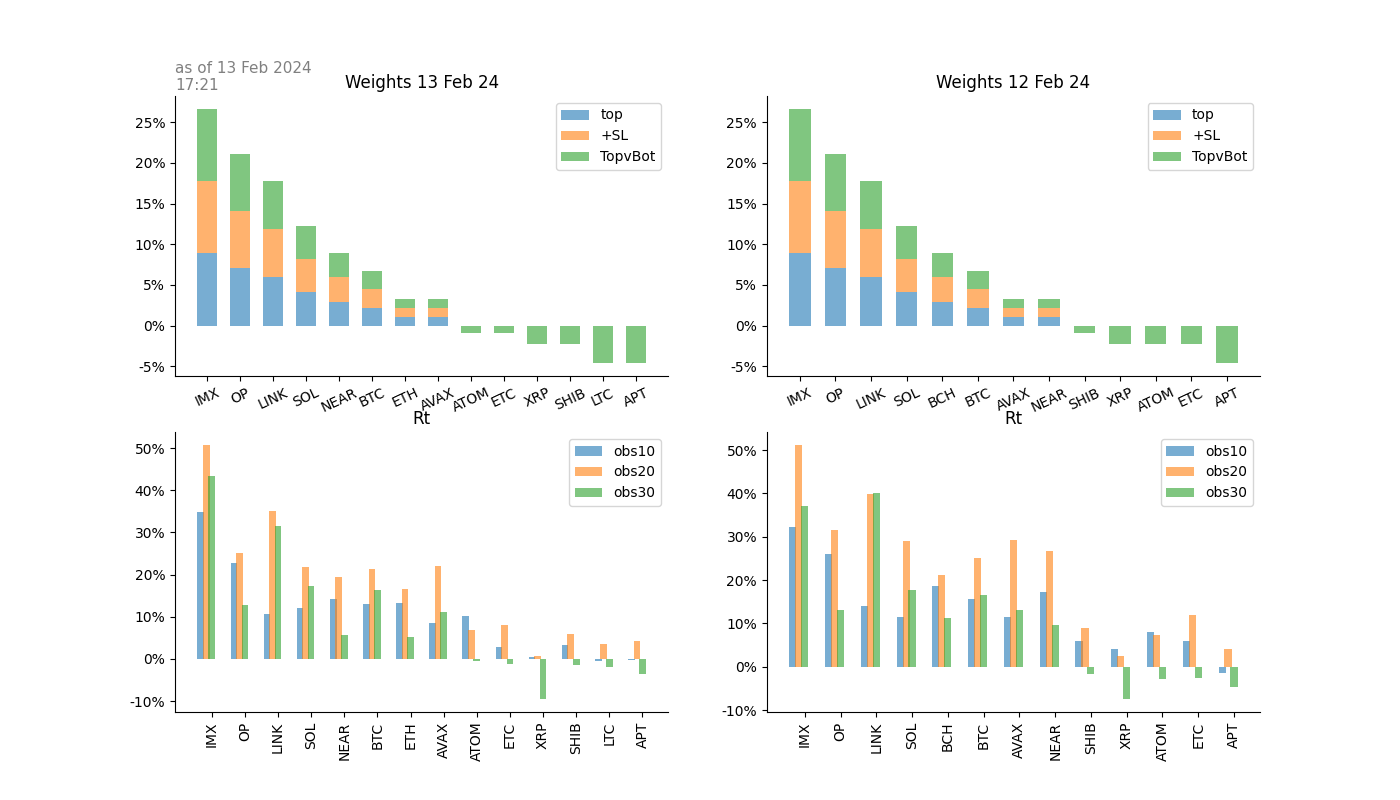 as of 13 Feb 2024
17:21
Weights 13 Feb 24
25%
20%
15%
10%
5%
0%
-5%
top
+SL
TopvBot
IMX OP LINK SOL NEAR BTC ETH AVAX ATOM ETC XRP SHIB LTC APT
Weights 12 Feb 24
25%
20%
15%
10%
5%
0%
-5%
top
+SL
TopvBot
IMX OP LINK SOL BCH BTC AVAX NEAR SHIB XRP ATOM ETC APT
Rt
50%
40%
30%
20%
10%
0%
-10%
obs10
obs20
obs30
IMX OP LINK SOL NEAR BTC ETH AVAX ATOM ETC XRP SHIB LTC APT
Rt
50%
40%
30%
20%
10%
0%
-10%
obs10
obs20
obs30
IMX OP LINK SOL BCH BTC AVAX NEAR SHIB XRP ATOM ETC APT